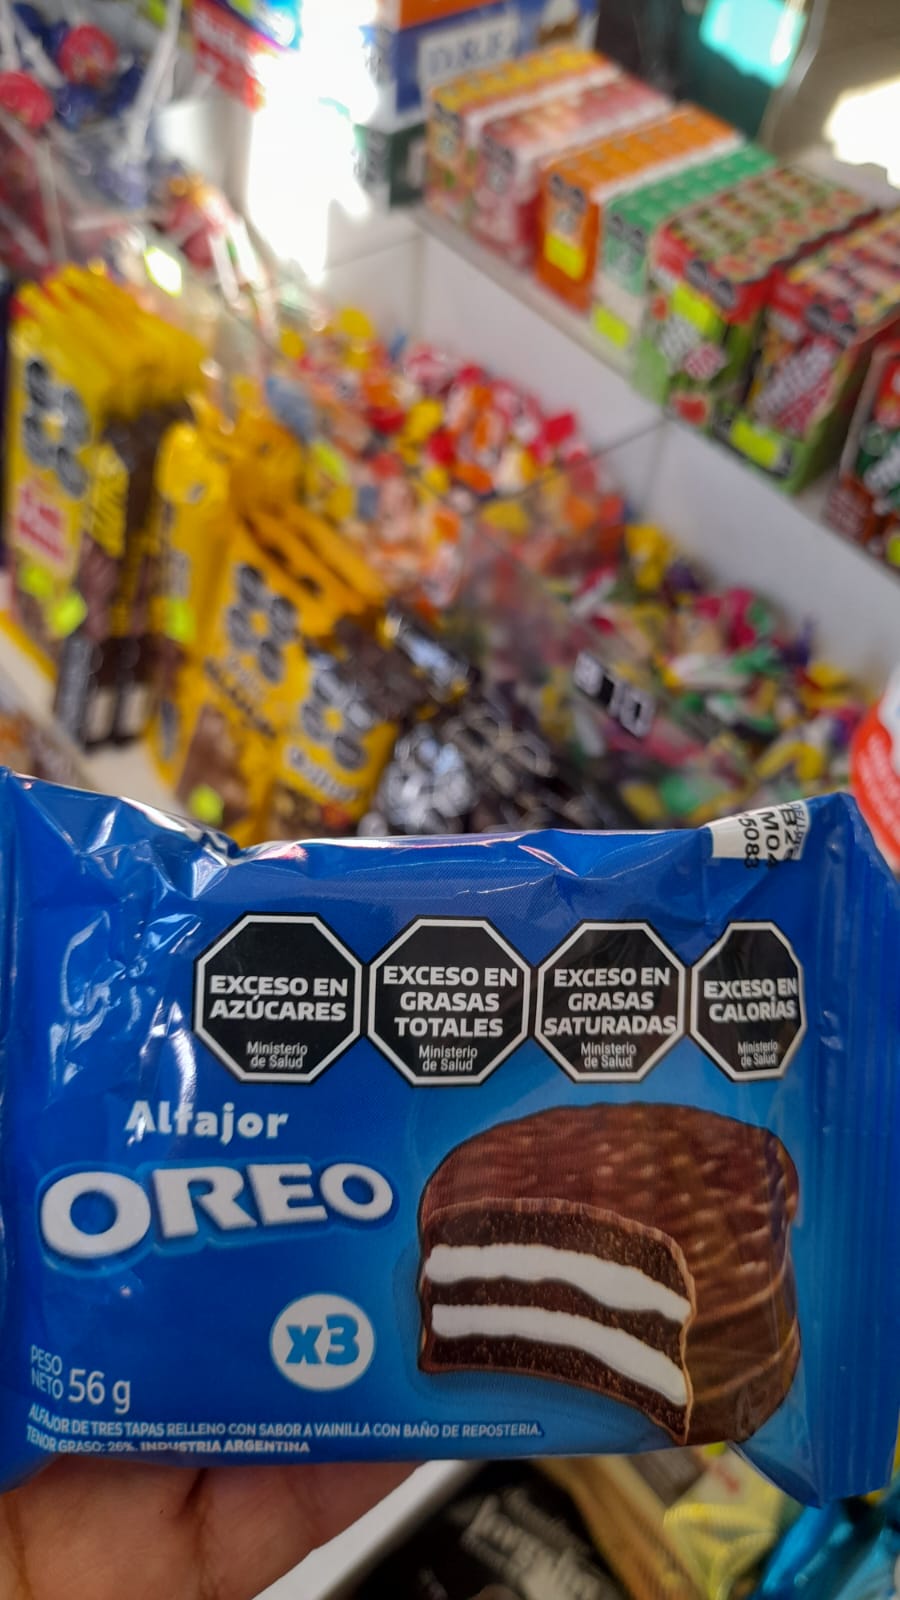 EXCESO EN
AZÚCARES
Ministerio
de Salud
EXCESO EN
GRASAS
TOTALES
Ministerio
de Salud
EXCESO EN
GRASAS
SATURADAS
Ministerio
de Salud
EXCESO EN
CALORÍAS
Ministerio
de Salud
Alfajor
OREO
x3
PESO
NETO 56 g
ALFAJOR DE TRES TAPAS RELLENO CON SABOR A VAINILLA CON BAÑO DE REPOSTERIA.
TENOR GRASO: 26%. INDUSTRIA ARGENTINA